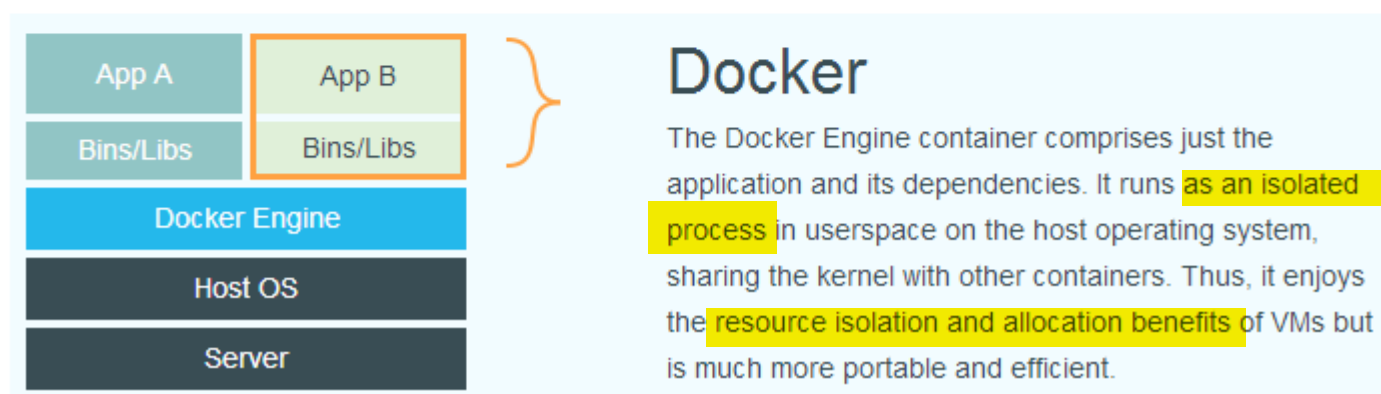 App A
App B
Bins/Libs
Bins/Libs
Docker Engine
Host OS
Server
Docker
The Docker Engine container comprises just the
application and its dependencies. It runs as an isolated
process in userspace on the host operating system,
sharing the kernel with other containers. Thus, it enjoys
the resource isolation and allocation benefits of VMs but
is much more portable and efficient.